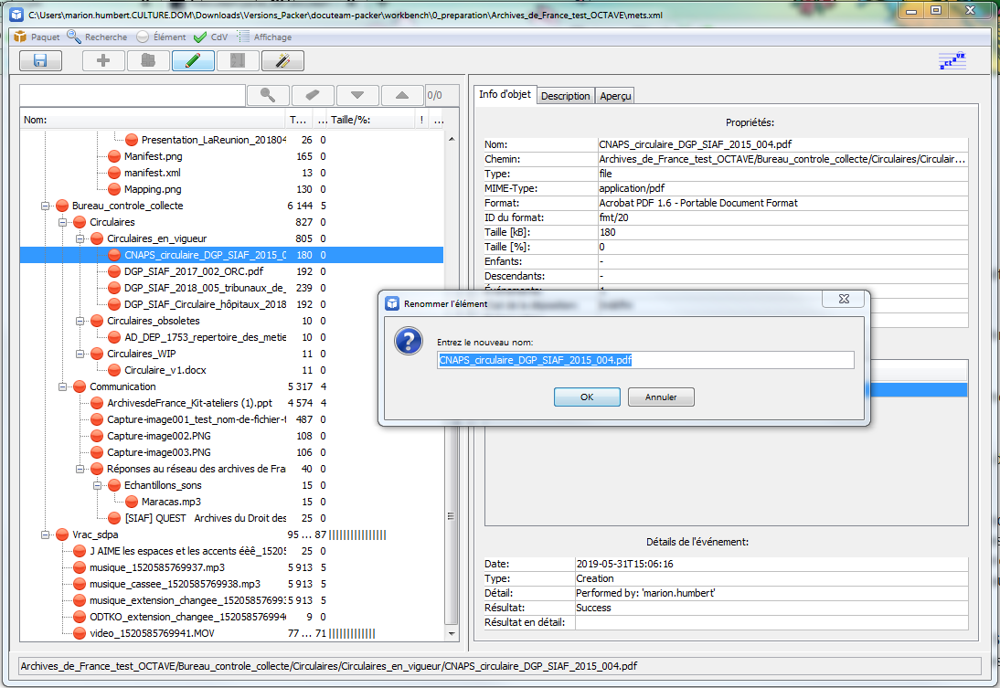 C:\Users\marion.humbert.CULTURE.DOM\Downloads\Versions_Packer\docuteam-packer\workbench\0_preparation\Archives_de_France_test_OCTAVE\mets.xml
Paquet Recherche Élément CdV Affichage
0/0
Nom: T... ... Taille/%: ! ...
Presentation_LaReunion_201804 26 0
Manifest.png 165 0
manifest.xml 13 0
Mapping.png 130 0
Bureau_controle_collecte 6 144 5
Circulaires 827 0
Circulaires_en_vigueur 805 0
CNAPS_circulaire_DGP_SIAF_2015_0 180 0
DGP_SIAF_2017_002_ORC.pdf 192 0
DGP_SIAF_2018_005_tribunaux_de_ 239 0
DGP_SIAF_Circulaire_hôpitaux_2018 192 0
Circulaires_obsoletes 10 0
AD_DEP_1753_repertoire_des_metie 10 0
Circulaires_WIP 11 0
Circulaire_v1.docx 11 0
Communication 5 317 4
ArchivesdeFrance_Kit-ateliers (1).ppt 4 574 4
Capture-image001_test_nom-de-fichier-t 487 0
Capture-image002.PNG 108 0
Capture-image003.PNG 106 0
Réponses au réseau des archives de Fra 40 0
Echantillons_sons 15 0
Maracas.mp3 15 0
[SIAF] QUEST Archives du Droit des 25 0
Vrac_sdpa 95 ... 87
J AIME les espaces et les accents éèê_15205 25 0
musique_1520585769937.mp3 5 913 5
musique_cassee_1520585769938.mp3 5 913 5
musique_extension_changee_152058576993 5 913 5
ODTKO_extension_changee_152058576994 9 0
video_1520585769941.MOV 77 ... 71
Info d'objet Description Aperçu
Propriétés:
Nom: CNAPS_circulaire_DGP_SIAF_2015_004.pdf
Chemin: Archives_de_France_test_OCTAVE/Bureau_controle_collecte/Circulaires/Circulair...
Type: file
MIME-Type: application/pdf
Format: Acrobat PDF 1.6 - Portable Document Format
ID du format: fmt/20
Taille [kB]: 180
Taille [%]: 0
Enfants: -
Descendants: -
Événements: 1
Renommer l'élément
Entrez le nouveau nom:
CNAPS_circulaire_DGP_SIAF_2015_004.pdf
OK Annuler
Détails de l'événement:
Date: 2019-05-31T15:06:16
Type: Creation
Détail: Performed by: 'marion.humbert'
Résultat: Success
Résultat en détail:
Archives_de_France_test_OCTAVE/Bureau_controle_collecte/Circulaires/Circulaires_en_vigueur/CNAPS_circulaire_DGP_SIAF_2015_004.pdf